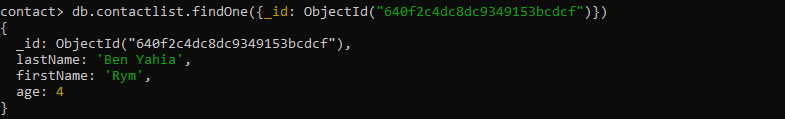 contact> db.contactlist.findOne({_id: ObjectId("640f2c4dc8dc9349153bcdcf")})
{
  _id: ObjectId("640f2c4dc8dc9349153bcdcf"),
  lastName: 'Ben Yahia',
  firstName: 'Rym',
  age: 4
}